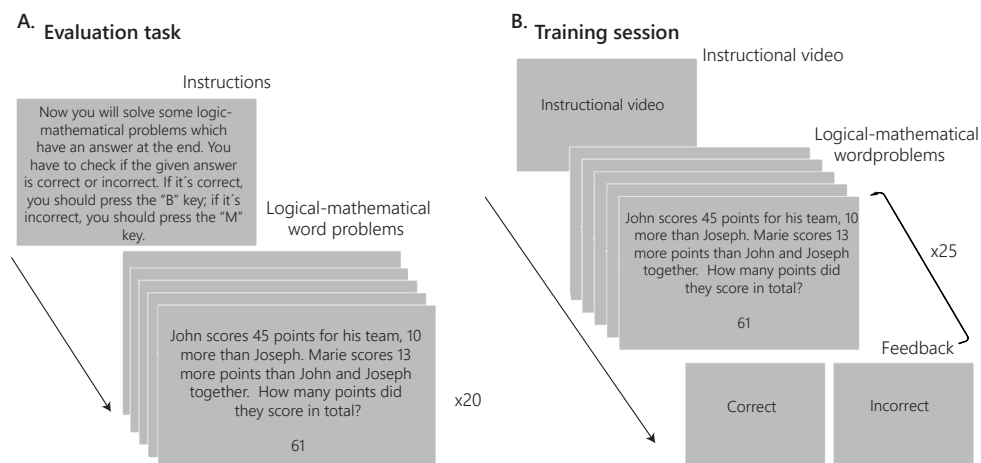 A. Evaluation task
Instructions
Now you will solve some logic-
mathematical problems which
have an answer at the end. You
have to check if the given answer
is correct or incorrect. If it´s correct,
you should press the "B" key; if it´s
incorrect, you should press the "M"
key.
Logical-mathematical
word problems
John scores 45 points for his team, 10
more than Joseph. Marie scores 13
more points than John and Joseph
together. How many points did
they score in total?
61
x20
B. Training session
Instructional video
Instructional video
Logical-mathematical
wordproblems
John scores 45 points for his team, 10
more than Joseph. Marie scores 13
more points than John and Joseph
together. How many points did
they score in total?
61
x25
Feedback
Correct
Incorrect